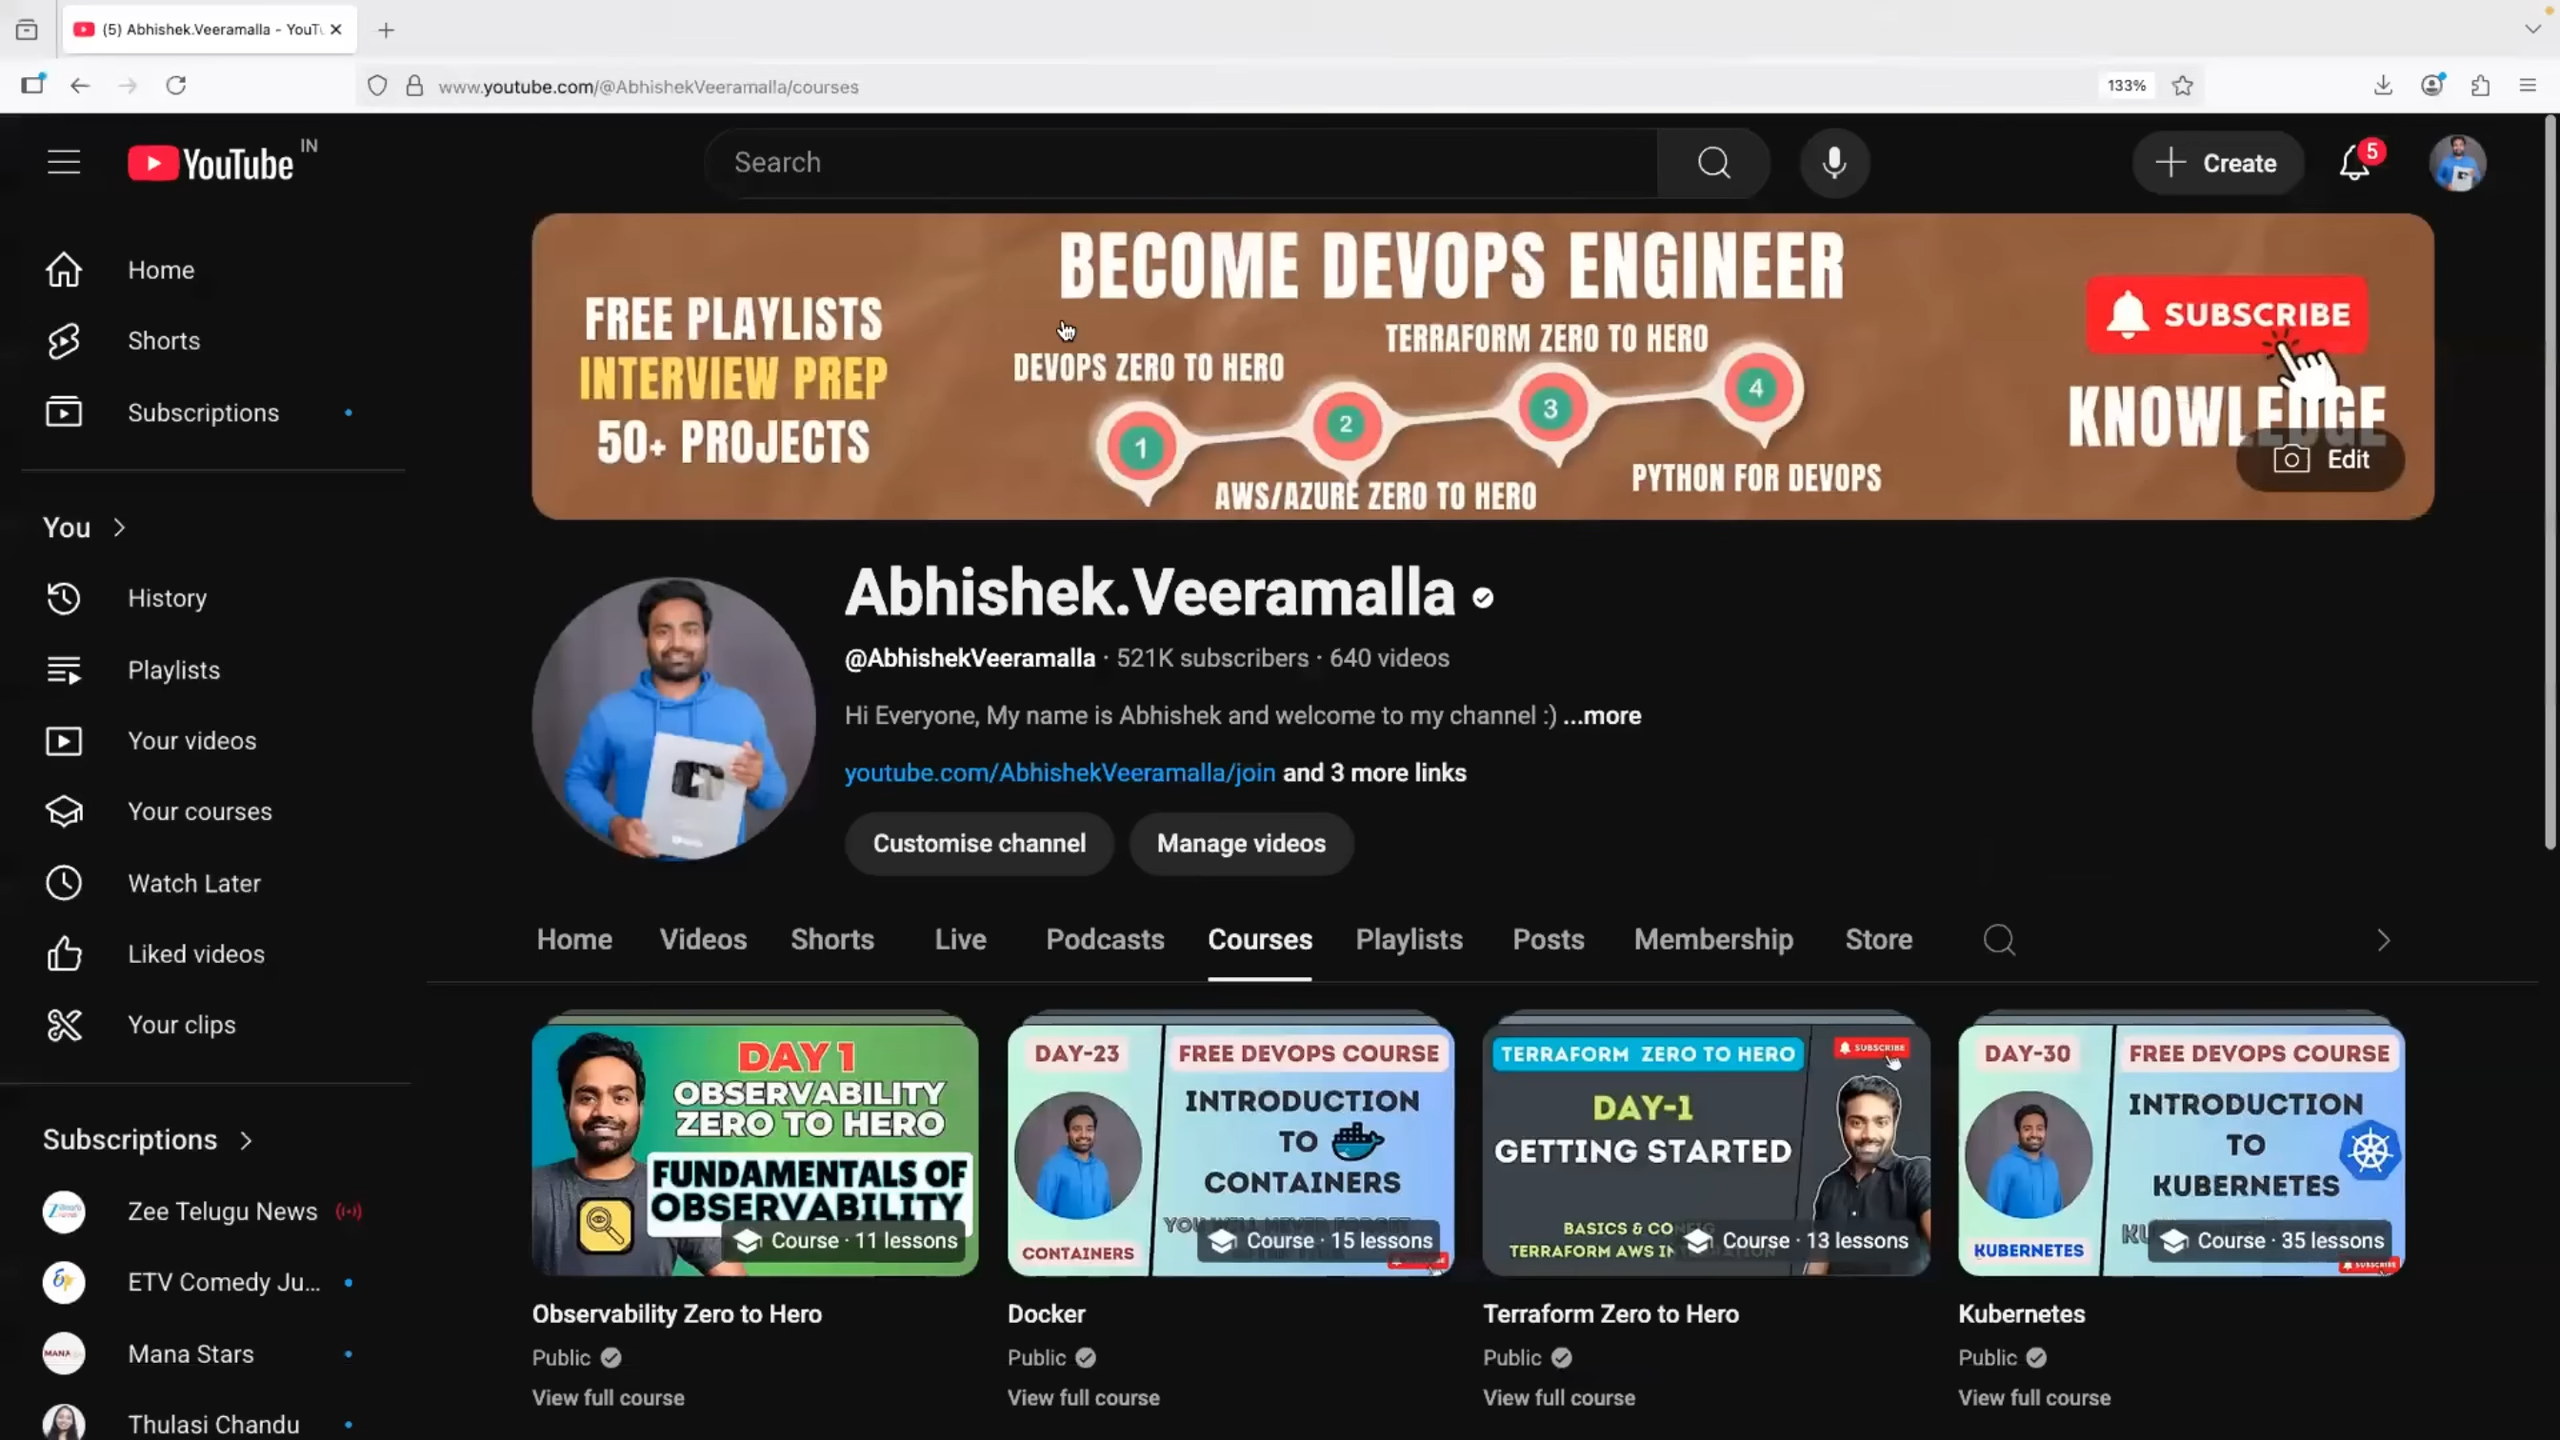 (5) Abhishek.Veeramalla - YouTu
www.youtube.com/@AbhishekVeeramalla/courses
133%
YouTube IN
Search
Create
5
Home
Shorts
Subscriptions
You
History
Playlists
Your videos
Your courses
Watch Later
Liked videos
Your clips
Subscriptions
Zee Telugu News
ETV Comedy Ju...
Mana Stars
Thulasi Chandu
FREE PLAYLISTS
INTERVIEW PREP
50+ PROJECTS
BECOME DEVOPS ENGINEER
DEVOPS ZERO TO HERO
TERRAFORM ZERO TO HERO
1
2
3
4
AWS/AZURE ZERO TO HERO
PYTHON FOR DEVOPS
SUBSCRIBE
KNOWLEDGE
Edit
Abhishek.Veeramalla
@AbhishekVeeramalla · 521K subscribers · 640 videos
Hi Everyone, My name is Abhishek and welcome to my channel :) ...more
youtube.com/AbhishekVeeramalla/join and 3 more links
Customise channel
Manage videos
Home
Videos
Shorts
Live
Podcasts
Courses
Playlists
Posts
Membership
Store
DAY 1
OBSERVABILITY
ZERO TO HERO
FUNDAMENTALS OF
OBSERVABILITY
Course · 11 lessons
Observability Zero to Hero
Public
View full course
DAY-23
FREE DEVOPS COURSE
INTRODUCTION
TO
CONTAINERS
CONTAINERS
Course · 15 lessons
Docker
Public
View full course
TERRAFORM ZERO TO HERO
SUBSCRIBE
DAY-1
GETTING STARTED
BASICS &
TERRAFORM AWS
Course · 13 lessons
Terraform Zero to Hero
Public
View full course
DAY-30
FREE DEVOPS COURSE
INTRODUCTION
TO
KUBERNETES
KUBERNETES
Course · 35 lessons
SUBSCRIBE
Kubernetes
Public
View full course